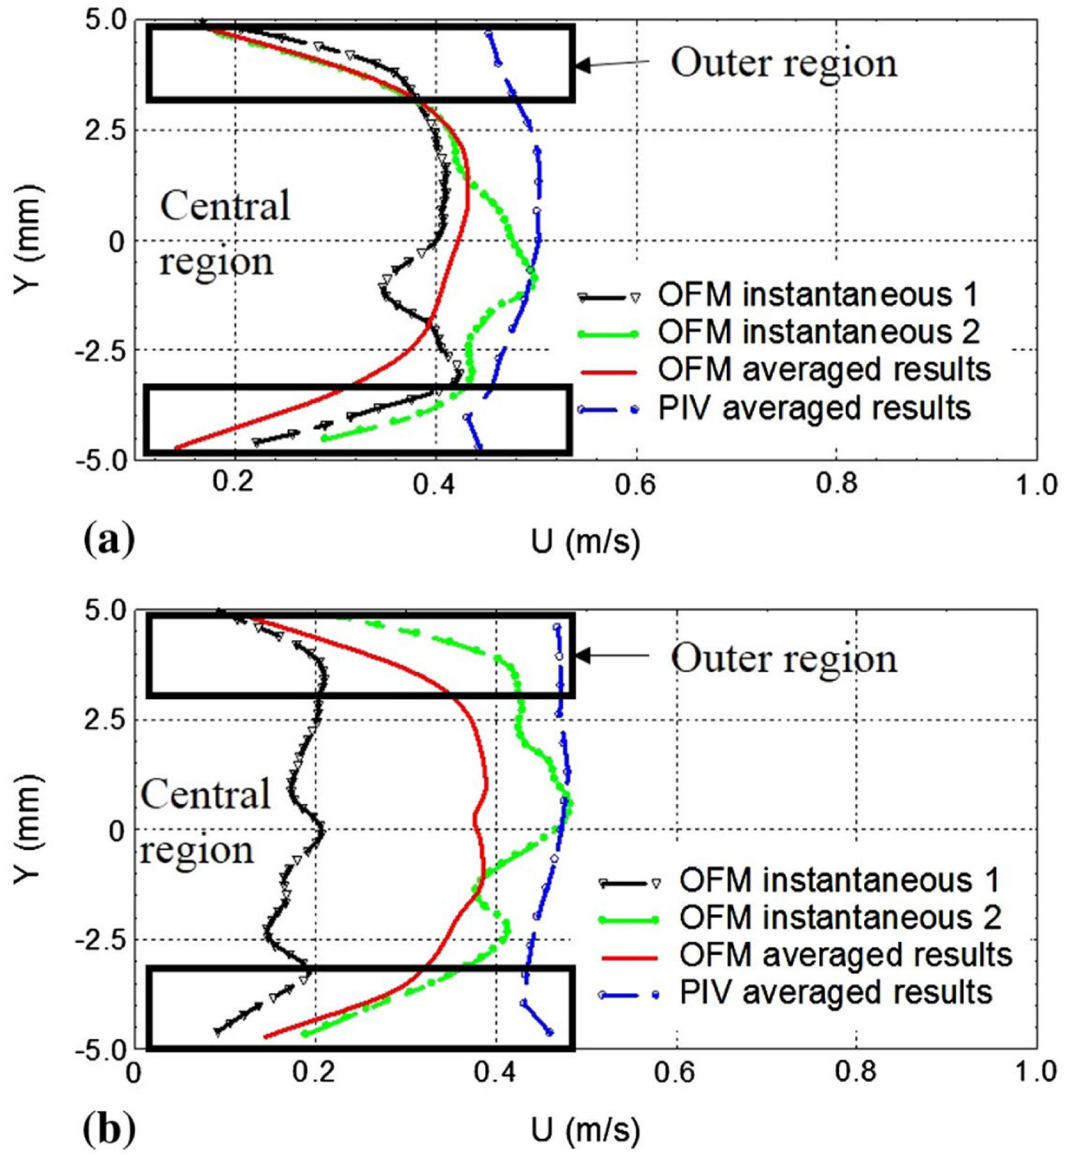 5.0
Outer region
2.5
Central
region
0
Y (mm)
OFM instantaneous 1
OFM instantaneous 2
-2.5
OFM averaged results
PIV averaged results
-5.0
0.2
0.4
0.6
0.8
1.0
(a)
U (m/s)
5.0
Outer region
2.5
Central
region
0
Y (mm)
OFM instantaneous 1
OFM instantaneous 2
-2.5
OFM averaged results
PIV averaged results
-5.0
0
0.2
0.4
0.6
0.8
1.0
(b)
U (m/s)